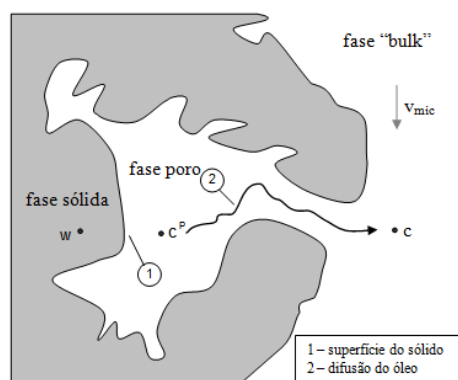 fase “bulk”
v_mic
fase poro
2
fase sólida
w
c^P
c
1
1 – superfície do sólido
2 – difusão do óleo